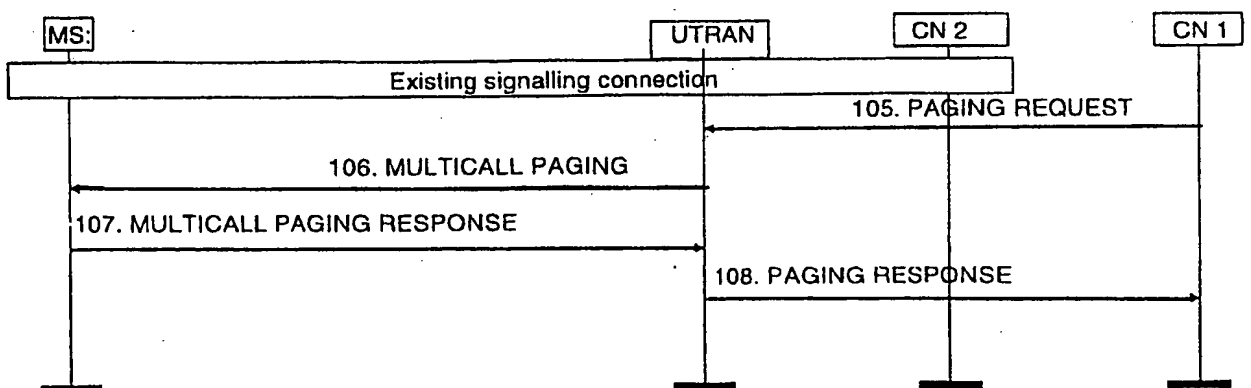 MS:
UTRAN
CN 2
CN 1
Existing signalling connection
105. PAGING REQUEST
106. MULTICALL PAGING
107. MULTICALL PAGING RESPONSE
108. PAGING RESPONSE